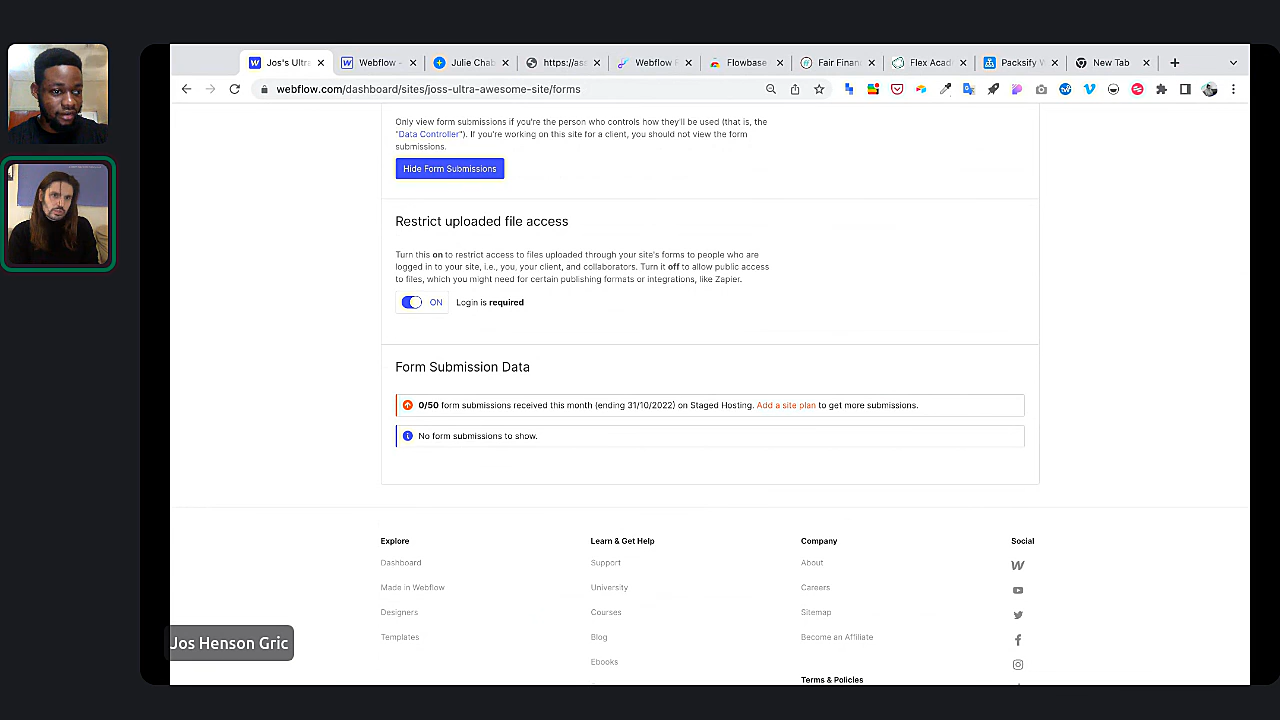 Jos's Ultra
Webflow -
Julie Chab
https://asa
Webflow F
Flowbase
Fair Financ
Flex Acad
Packsify W
New Tab
webflow.com/dashboard/sites/joss-ultra-awesome-site/forms
Only view form submissions if you're the person who controls how they'll be used (that is, the
"Data Controller"). If you're working on this site for a client, you should not view the form
submissions.
Hide Form Submissions
Restrict uploaded file access
Turn this on to restrict access to files uploaded through your site's forms to people who are
logged in to your site, i.e., you, your client, and collaborators. Turn it off to allow public access
to files, which you might need for certain publishing formats or integrations, like Zapier.
ON Login is required
Form Submission Data
0/50 form submissions received this month (ending 31/10/2022) on Staged Hosting. Add a site plan to get more submissions.
No form submissions to show.
Explore
Dashboard
Made in Webflow
Designers
Templates
Learn & Get Help
Support
University
Courses
Blog
Ebooks
Company
About
Careers
Sitemap
Become an Affiliate
Terms & Policies
Social
Jos Henson Gric